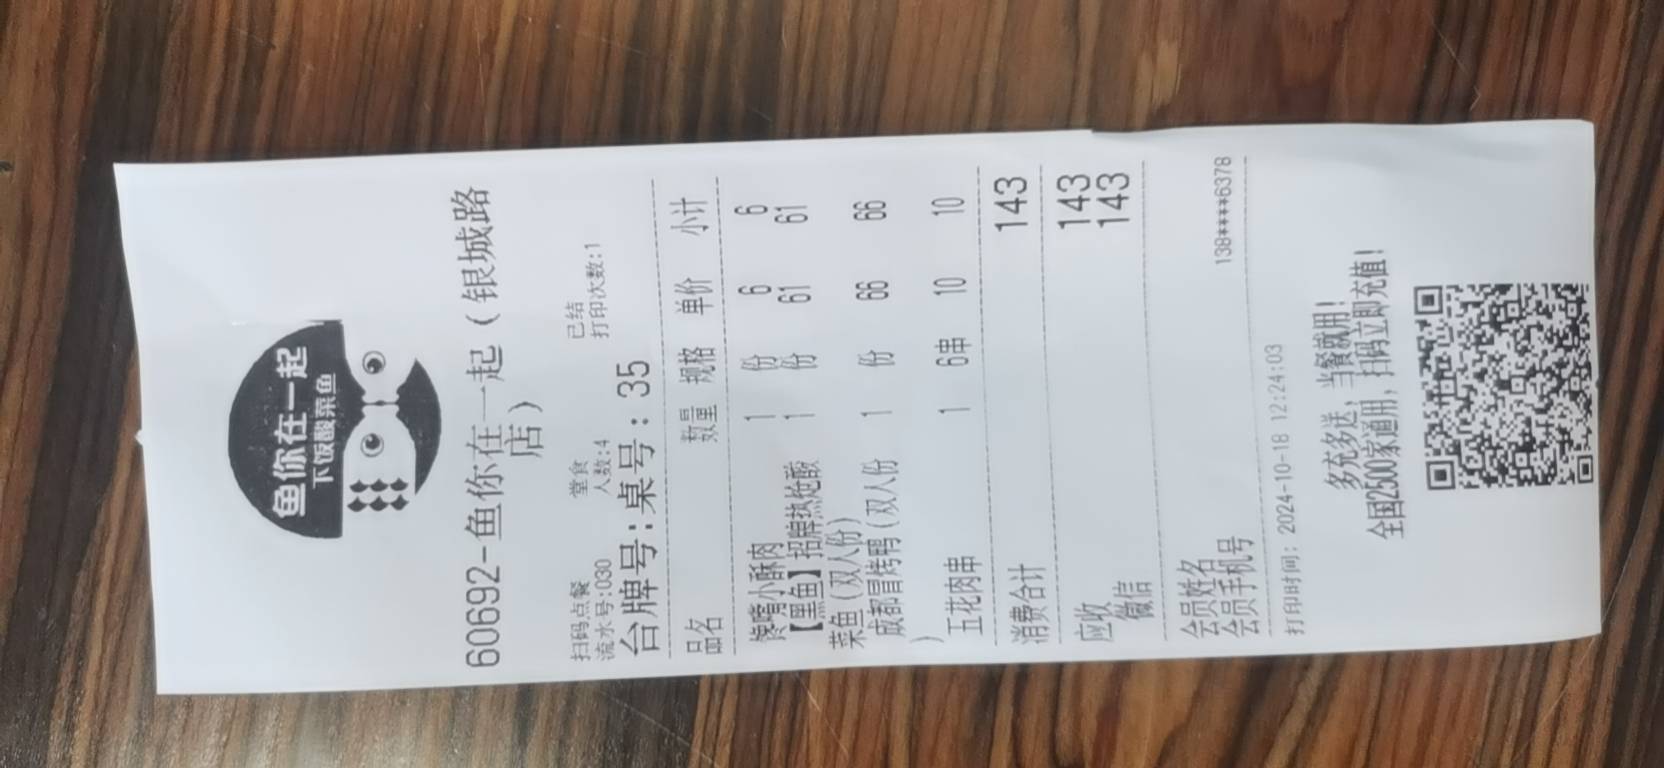 鱼你在一起
下饭酸菜鱼
60692-鱼你在一起（银城路
店）
扫码点餐 堂食 已结
流水号:030 人数:4 打印次数:1
台牌号:桌号: 35
品名 数量 规格 单价 小计
馋嘴小酥肉 1 份 6 6
【黑鱼】招牌热炝酸 1 份 61 61
菜鱼（双人份）
成都冒烤鸭（双人份 1 份 66 66
）
五花肉串 1 6串 10 10
消费合计 143
应收 143
微信 143
会员姓名
会员手机号 138****6378
打印时间: 2024-10-18 12:24:03
多充多送，当餐就用！
全国2500家通用，扫码立即充值！